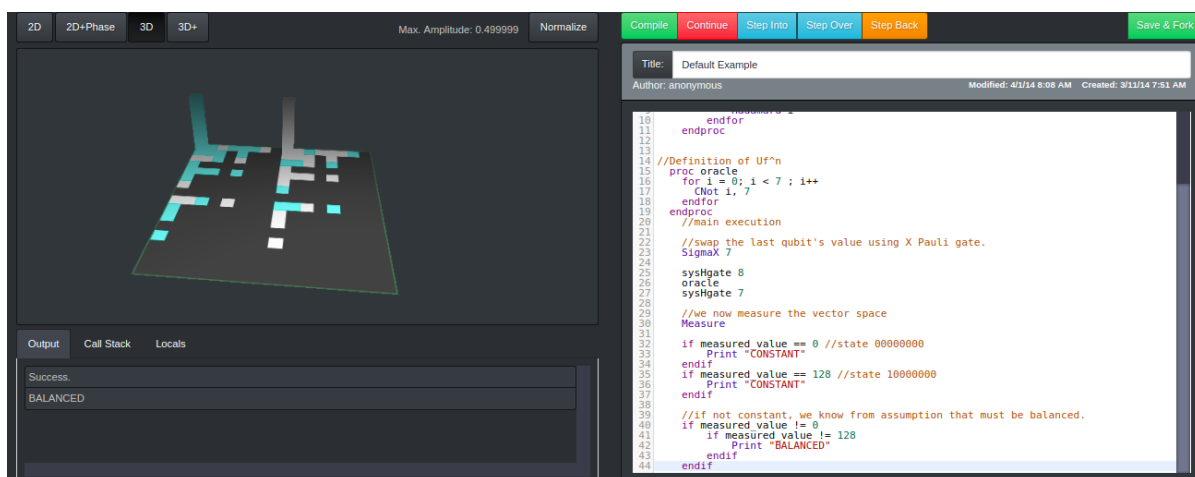 2D 2D+Phase 3D 3D+ Max. Amplitude: 0.499999 Normalize
Output Call Stack Locals
Success.
BALANCED
Compile Continue Step Into Step Over Step Back Save & Fork
Title: Default Example
Author: anonymous Modified: 4/1/14 8:08 AM Created: 3/11/14 7:51 AM
10 endfor
11 endproc
12
13
14 //Definition of Uf^n
15 proc oracle
16 for i = 0; i < 7 ; i++
17 CNot i, 7
18 endfor
19 endproc
20 //main execution
21
22 //swap the last qubit's value using X Pauli gate.
23 SigmaX 7
24
25 sysHgate 8
26 oracle
27 sysHgate 7
28
29 //we now measure the vector space
30 Measure
31
32 if measured_value == 0 //state 00000000
33 Print "CONSTANT"
34 endif
35 if measured_value == 128 //state 10000000
36 Print "CONSTANT"
37 endif
38
39 //if not constant, we know from assumption that must be balanced.
40 if measured_value != 0
41 if measured_value != 128
42 Print "BALANCED"
43 endif
44 endif